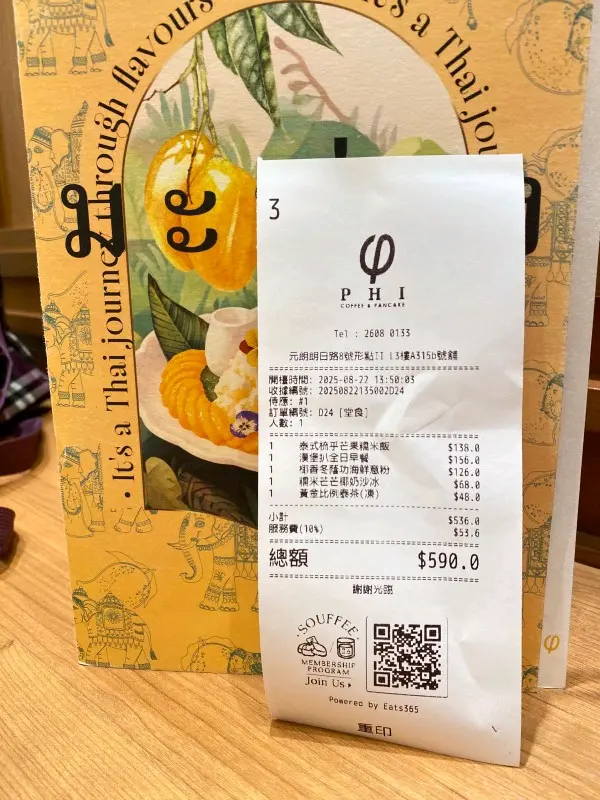 It's a Thai journey through flavours
's a Thai jou
3
φ
PHI
COFFEE & PANCAKE
Tel : 2608 0133
元朗朗日路8號形點II L3樓A315b號舖
開檯時間: 2025-08-22 13:50:03
收據編號: 20250822135002D24
侍應: #1
訂單編號: D24 [堂食]
人數: 1
1 泰式梳乎芒果糯米飯 $138.0
1 漢堡扒全日早餐 $156.0
1 椰香冬蔭功海鮮意粉 $126.0
1 糯米芒芒椰奶沙冰 $68.0
1 黃金比例泰茶(凍) $48.0
小計 $536.0
服務費(10%) $53.6
總額 $590.0
謝謝光臨
SOUFFEE
MEMBERSHIP
PROGRAM
Join Us
Powered by Eats365
重印
φ